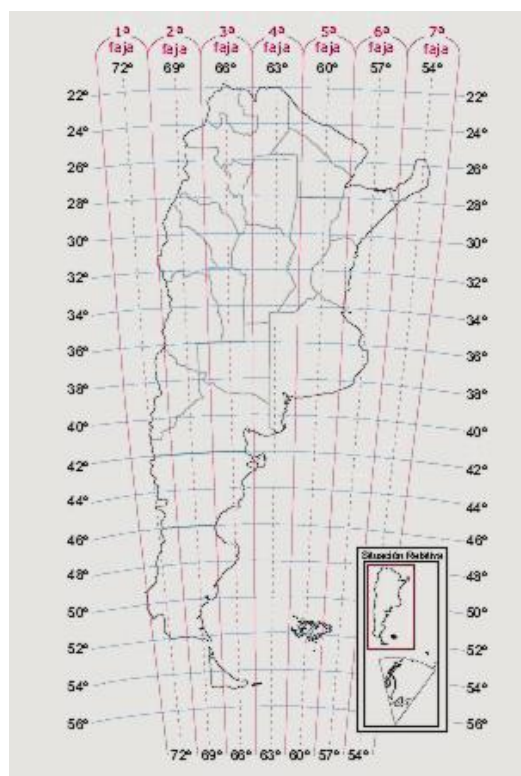 1ª 2ª 3ª 4ª 5ª 6ª 7ª
faja faja faja faja faja faja faja
72º 69º 66º 63º 60º 57º 54º
22º 22º
24º 24º
26º 26º
28º 28º
30º 30º
32º 32º
34º 34º
36º 36º
38º 38º
40º 40º
42º 42º
44º 44º
46º 46º
48º 48º
Situación Relativa
50º 50º
52º 52º
54º 54º
56º 56º
72º 69º 66º 63º 60º 57º 54º